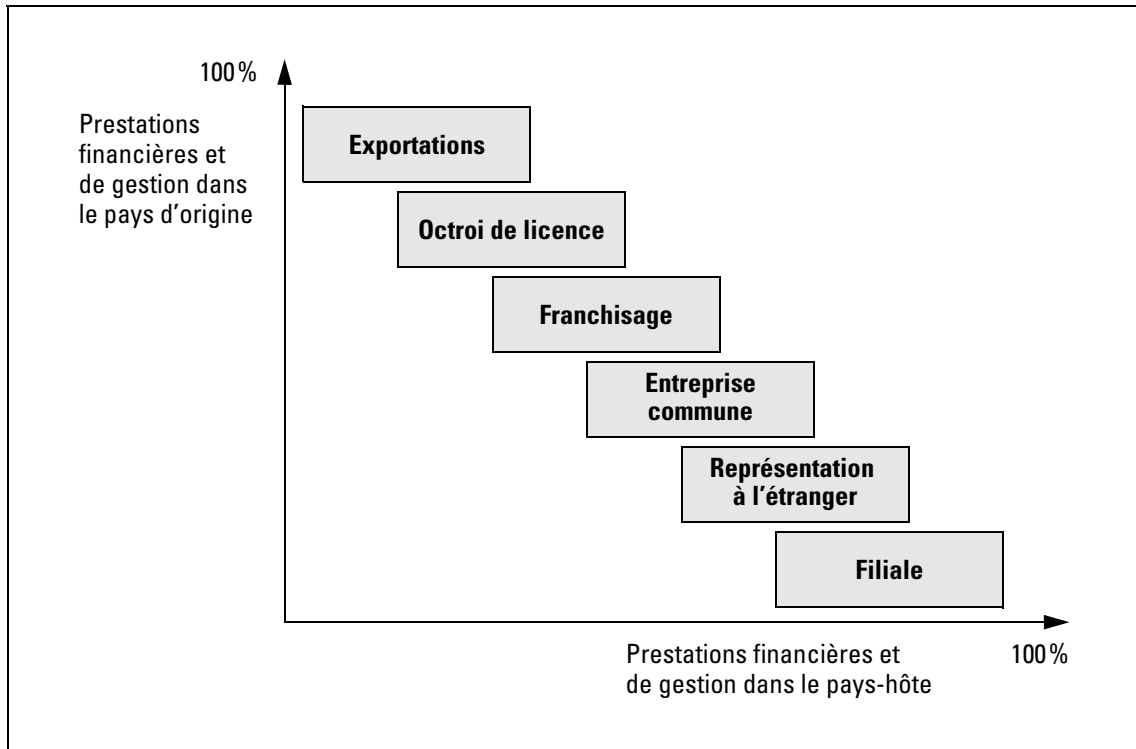 100 %
Prestations
financières et
de gestion dans
le pays d'origine
Exportations
Octroi de licence
Franchisage
Entreprise
commune
Représentation
à l'étranger
Filiale
Prestations financières et
de gestion dans le pays-hôte
100 %